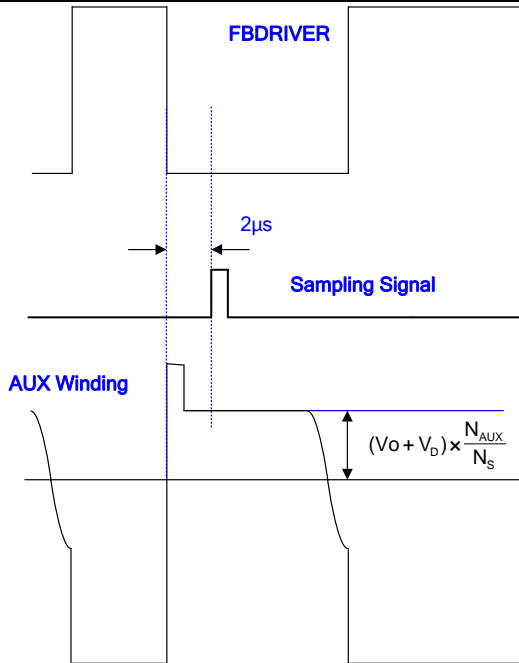 FBDRIVER
2µs
Sampling Signal
AUX Winding
(Vo + V_D) × N_AUX / N_S